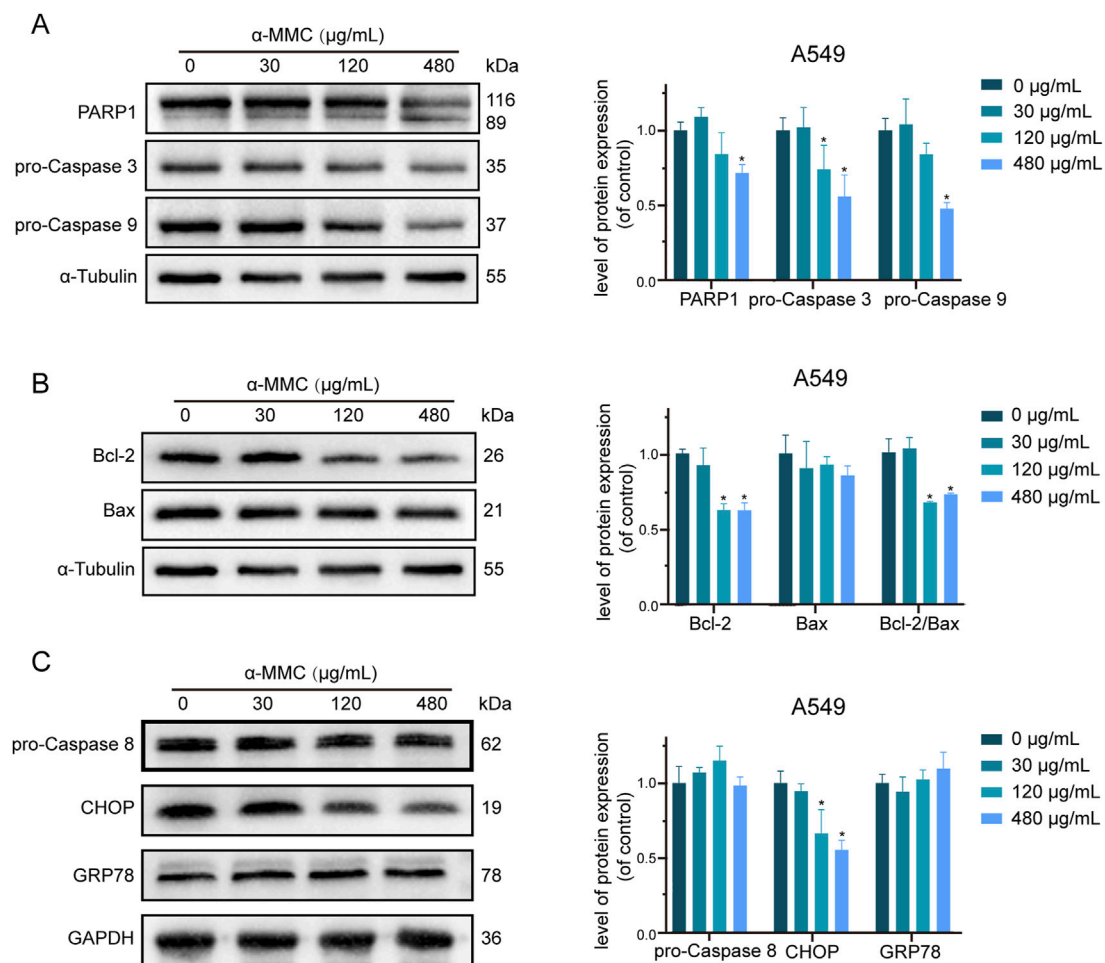 A
α-MMC (μg/mL)
0 30 120 480 kDa
PARP1 116
89
pro-Caspase 3 35
pro-Caspase 9 37
α-Tubulin 55
A549
level of protein expression
(of control)
1.0
0.5
0.0
* * * *
PARP1 pro-Caspase 3 pro-Caspase 9
0 μg/mL
30 μg/mL
120 μg/mL
480 μg/mL
B
α-MMC (μg/mL)
0 30 120 480 kDa
Bcl-2 26
Bax 21
α-Tubulin 55
A549
level of protein expression
(of control)
1.0
0.5
0.0
* * * *
Bcl-2 Bax Bcl-2/Bax
0 μg/mL
30 μg/mL
120 μg/mL
480 μg/mL
C
α-MMC (μg/mL)
0 30 120 480 kDa
pro-Caspase 8 62
CHOP 19
GRP78 78
GAPDH 36
A549
level of protein expression
(of control)
1.0
0.5
0.0
* *
pro-Caspase 8 CHOP GRP78
0 μg/mL
30 μg/mL
120 μg/mL
480 μg/mL